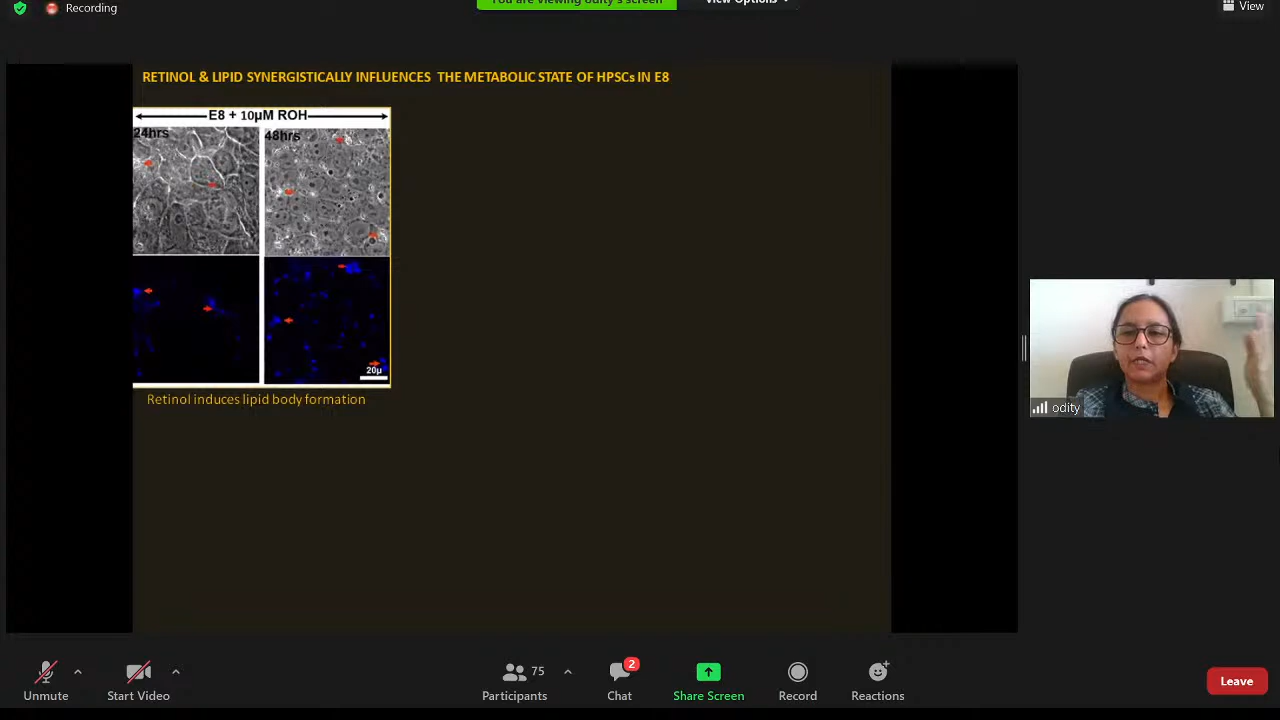 Recording
You are viewing odity's screen
View Options
View
RETINOL & LIPID SYNERGISTICALLY INFLUENCES THE METABOLIC STATE OF HPSCs IN E8
E8 + 10µM ROH
24hrs
48hrs
20µ
Retinol induces lipid body formation
odity
Unmute
Start Video
75
Participants
2
Chat
Share Screen
Record
Reactions
Leave